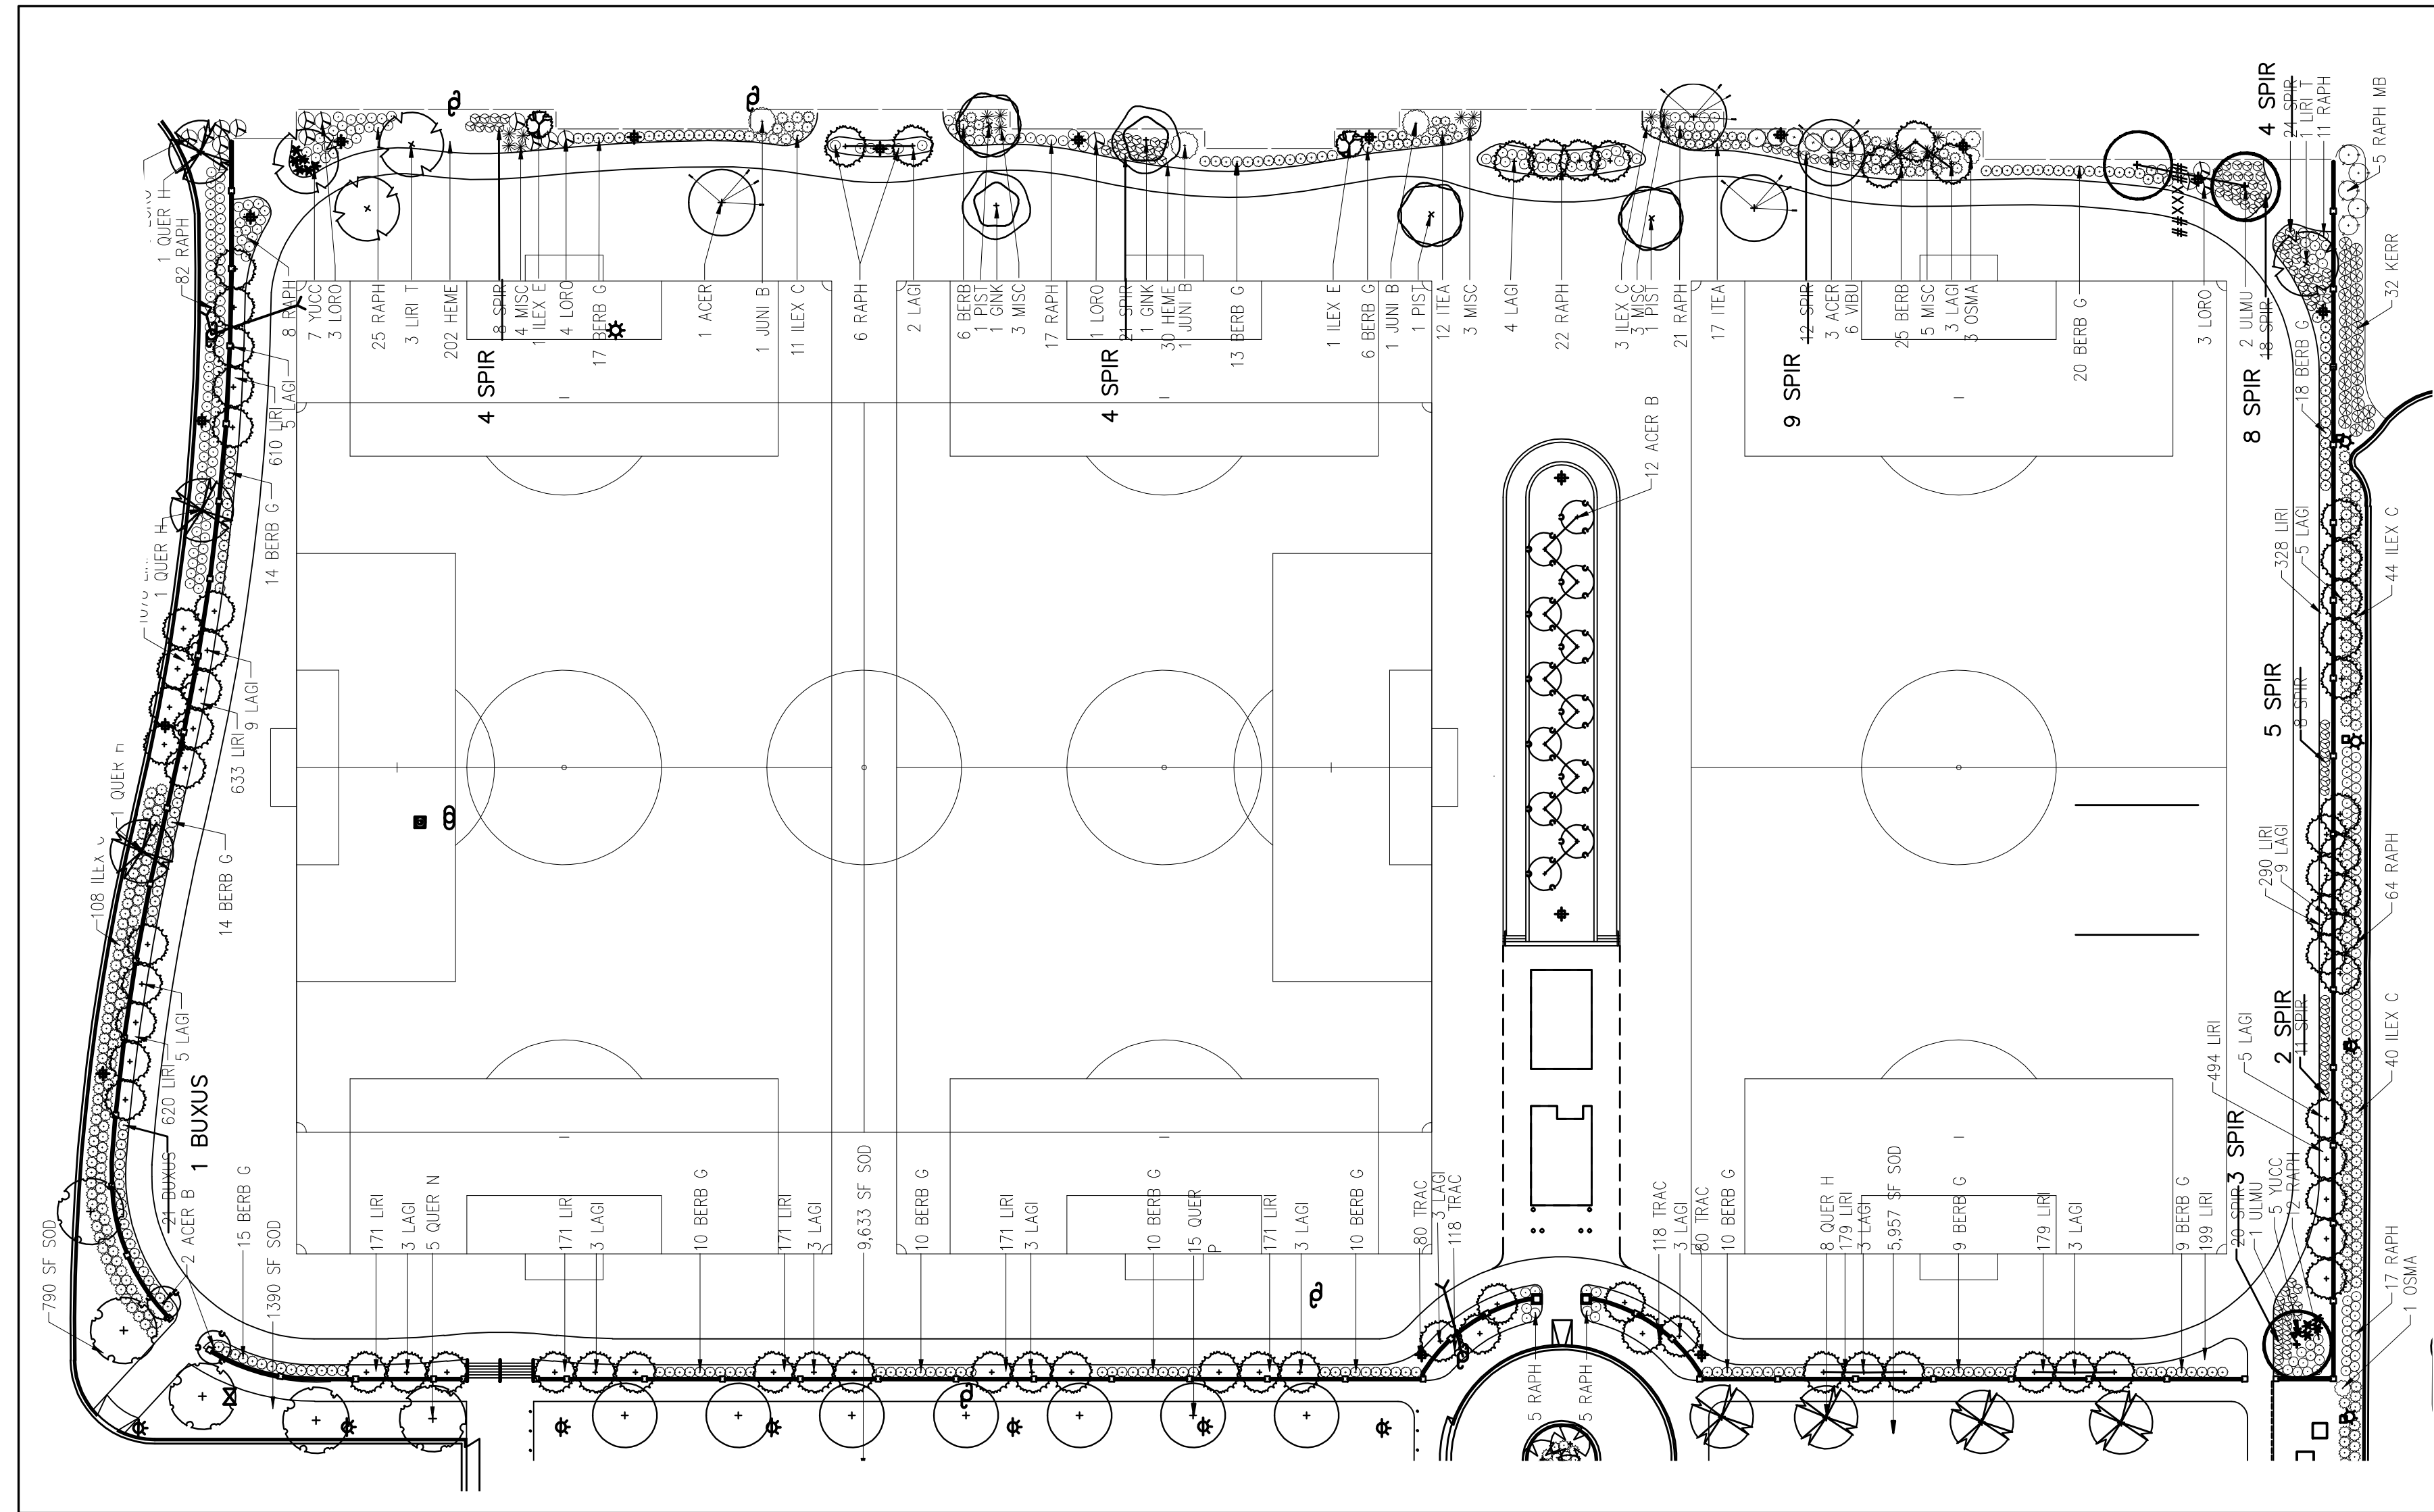 1 QUER H
82 RAPH
8 RAPH
7 YUCC
3 LORO
25 RAPH
3 LIRI T
202 HEME
8 SPIR
4 SPIR
4 MISC
1 ILEX E
4 LORO
17 BERB G
1 ACER
1 JUNI B
11 ILEX C
6 RAPH
2 LAGI
6 BERB
1 PIST
1 GINK
3 MISC
17 RAPH
1 LORO
21 SPIR
4 SPIR
1 GINK
30 HEME
1 JUNI B
13 BERB G
1 ILEX E
6 BERB G
1 JUNI B
1 PIST
12 ITEA
3 MISC
4 LAGI
22 RAPH
3 ILEX C
3 MISC
1 PIST
21 RAPH
17 ITEA
12 SPIR
9 SPIR
3 ACER
6 VIBU
25 BERB
5 MISC
3 LAGI
3 OSMA
20 BERB G
##XXX##
3 LORO
2 ULMU
18 SPIR
8 SPIR
4 SPIR
24 SPIR
1 LIRI T
11 RAPH
5 RAPH MB
32 KERR
18 BERB G
5 LAGI
610 LIRI
14 BERB G
1 QUER H
12 ACER B
328 LIRI
5 LAGI
44 ILEX C
9 LAGI
633 LIRI
5 SPIR
8 SPIR
1 QUER H
108 ILEX C
14 BERB G
290 LIRI
9 LAGI
64 RAPH
5 LAGI
620 LIRI
1 BUXUS
21 BUXUS
2 ACER B
2 SPIR
11 SPIR
40 ILEX C
494 LIRI
5 LAGI
3 SPIR
20 SPIR
1 ULMU
5 YUCC
12 RAPH
17 RAPH
1 OSMA
790 SF SOD
15 BERB G
1390 SF SOD
171 LIRI
3 LAGI
5 QUER N
171 LIR
3 LAGI
10 BERB G
171 LIRI
3 LAGI
9,633 SF SOD
10 BERB G
171 LIRI
3 LAGI
10 BERB G
15 QUER
P
171 LIRI
3 LAGI
10 BERB G
80 TRAC
3 LAGI
118 TRAC
5 RAPH
5 RAPH
118 TRAC
3 LAGI
80 TRAC
10 BERB G
8 QUER H
179 LIRI
3 LAGI
5,957 SF SOD
9 BERB G
179 LIRI
3 LAGI
9 BERB G
199 LIRI